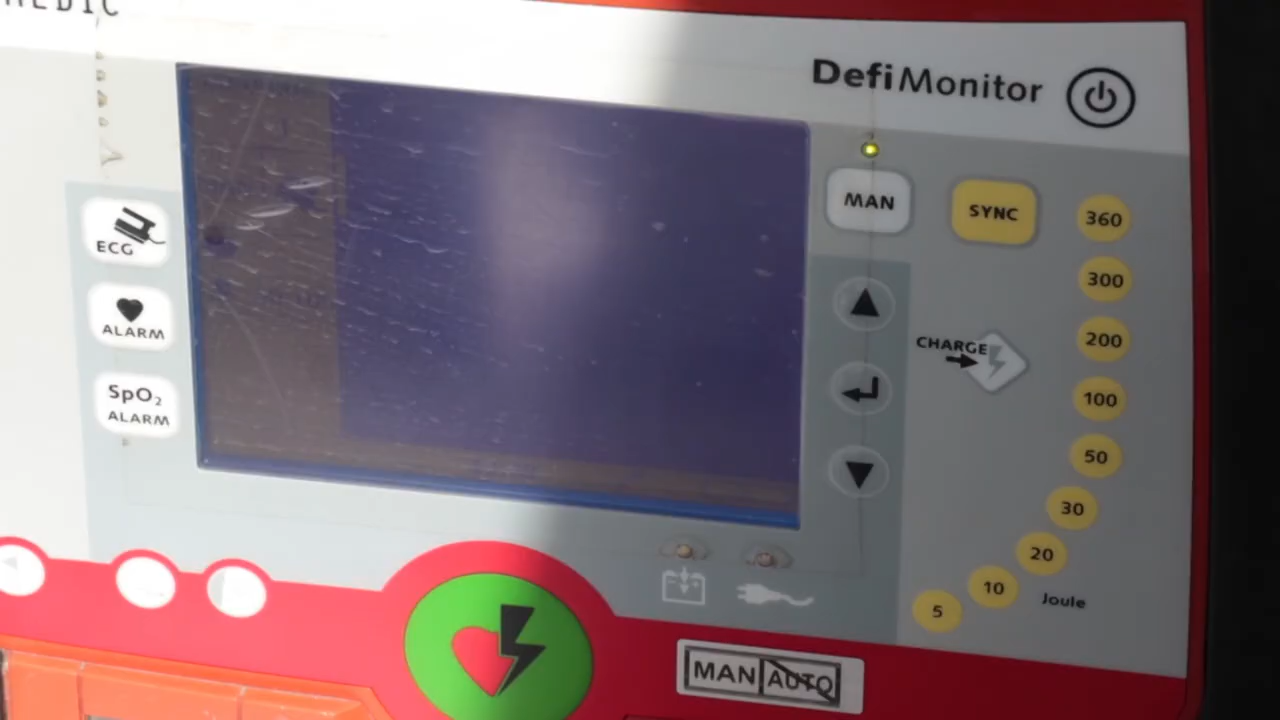 DefiMonitor
MAN
SYNC
360
300
200
100
50
30
20
10
5
Joule
CHARGE
ECG
ALARM
SpO₂
ALARM
MAN AUTO